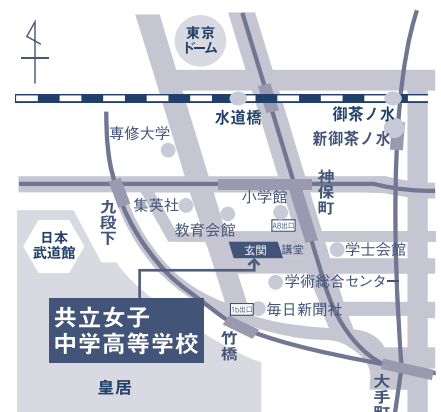 東京
ドーム
水道橋
御茶ノ水
新御茶ノ水
専修大学
神保町
小学館
九段下
集英社
教育会館
A8出口
日本
武道館
玄関
講堂
学士会館
学術総合センター
1b出口
毎日新聞社
共立女子
中学高等学校
竹橋
皇居
大手町